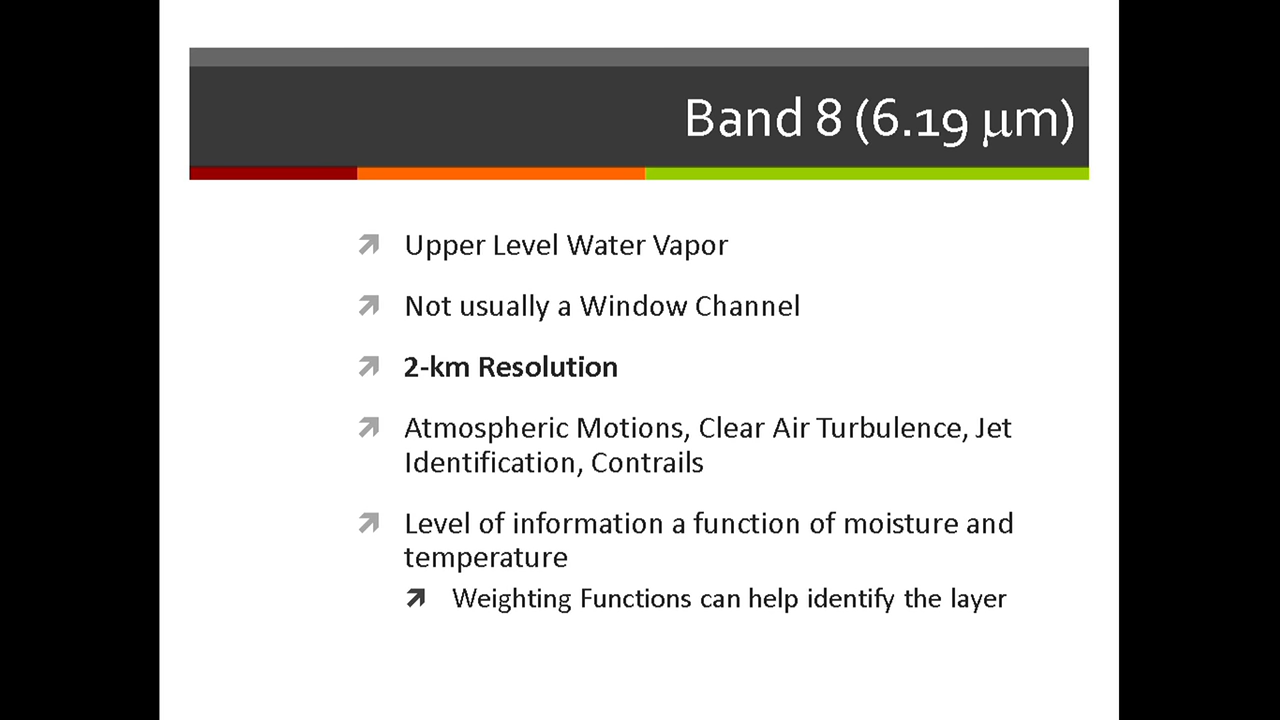 Band 8 (6.19 µm)
Upper Level Water Vapor
Not usually a Window Channel
2-km Resolution
Atmospheric Motions, Clear Air Turbulence, Jet
Identification, Contrails
Level of information a function of moisture and
temperature
Weighting Functions can help identify the layer